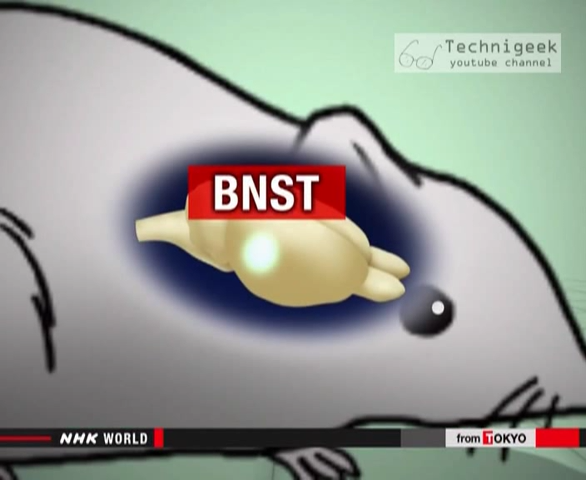 Technigeek
youtube channel
BNST
NHK WORLD
from TOKYO